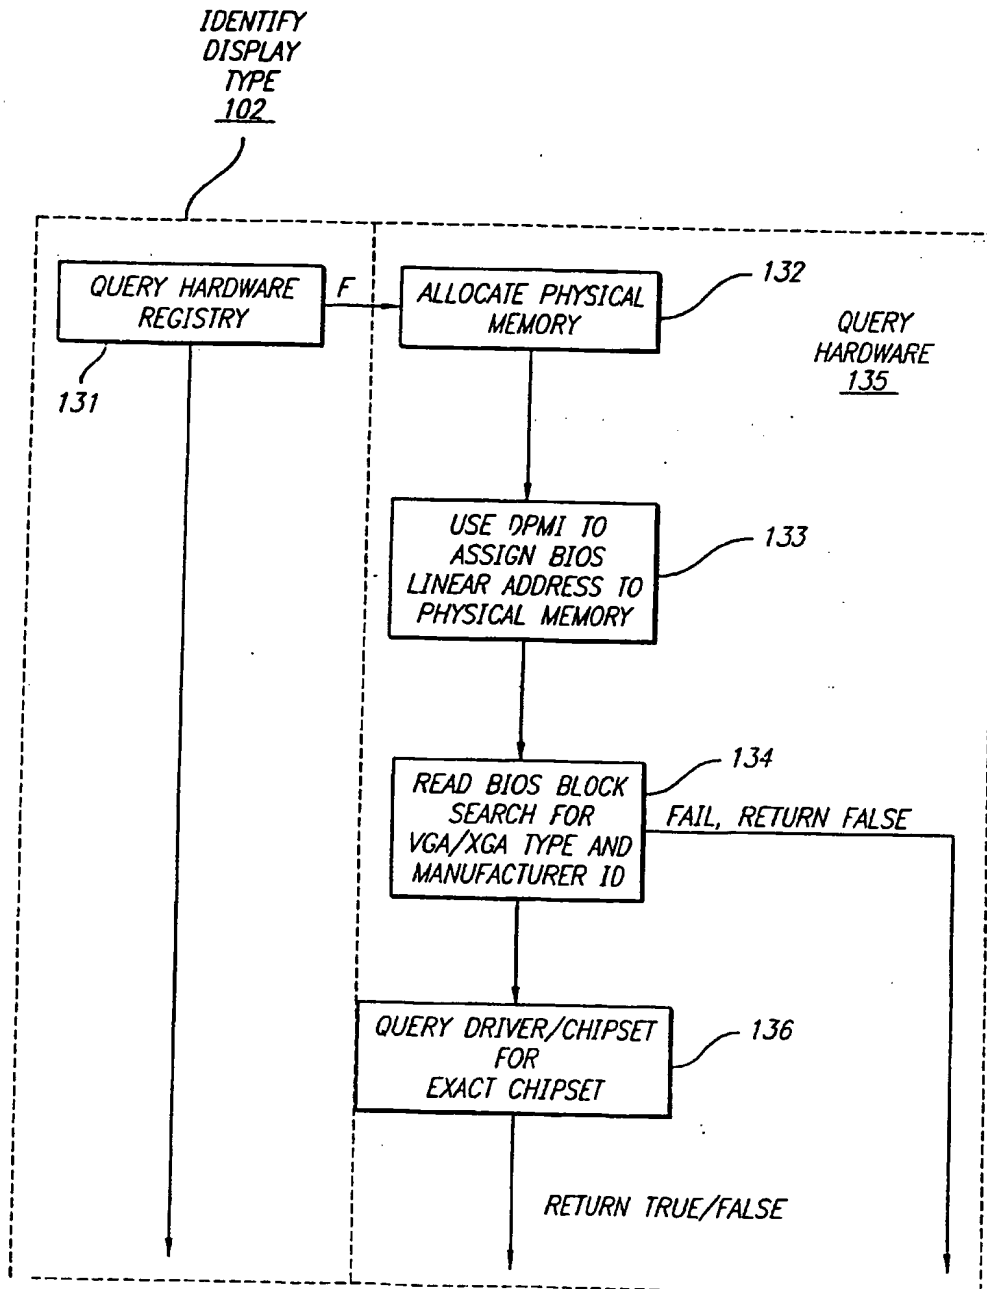 IDENTIFY
DISPLAY
TYPE
102
QUERY HARDWARE
REGISTRY
131
F
ALLOCATE PHYSICAL
MEMORY
132
QUERY
HARDWARE
135
USE DPMI TO
ASSIGN BIOS
LINEAR ADDRESS TO
PHYSICAL MEMORY
133
READ BIOS BLOCK
SEARCH FOR
VGA/XGA TYPE AND
MANUFACTURER ID
134
FAIL, RETURN FALSE
QUERY DRIVER/CHIPSET
FOR
EXACT CHIPSET
136
RETURN TRUE/FALSE